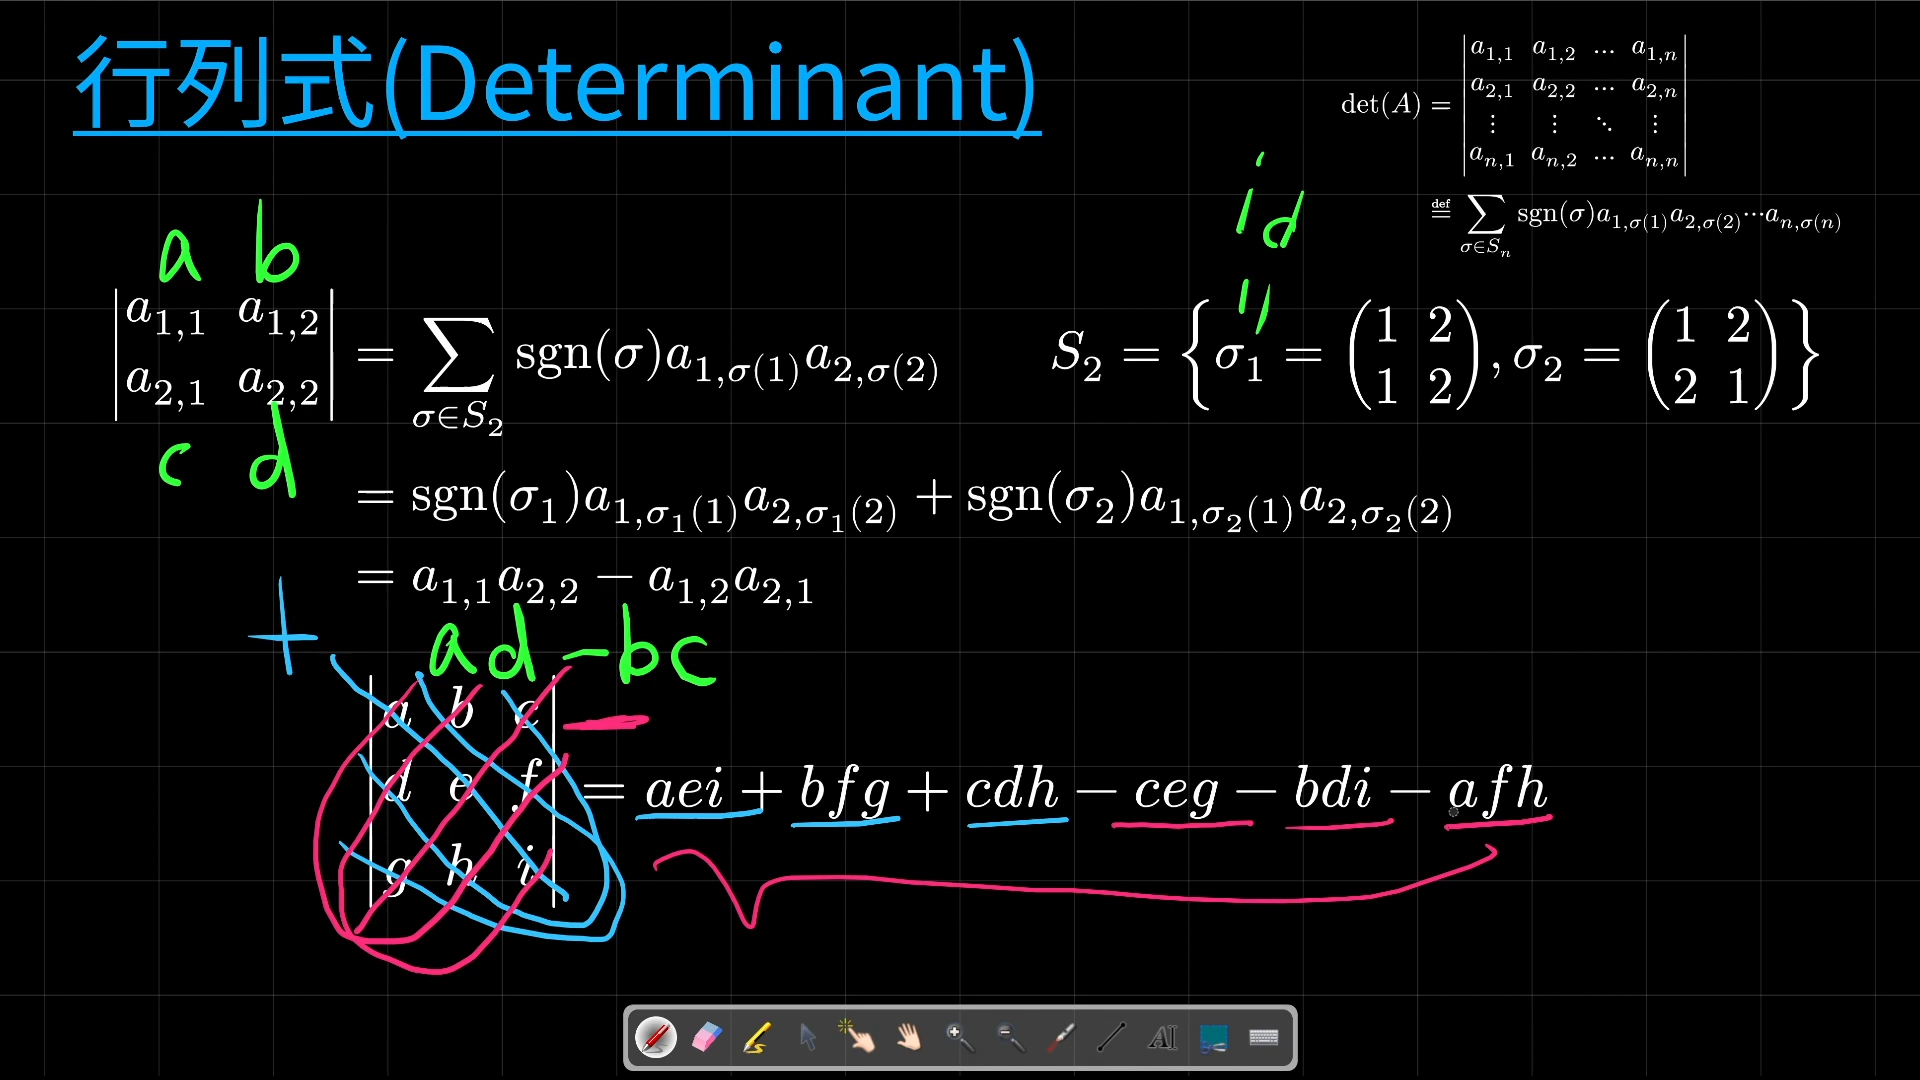 行列式(Determinant)
det(A) = | a_{1,1} a_{1,2} ⋯ a_{1,n} |
| a_{2,1} a_{2,2} ⋯ a_{2,n} |
| ⋮ ⋮ ⋱ ⋮ |
| a_{n,1} a_{n,2} ⋯ a_{n,n} |
≝ ∑_{σ∈S_n} sgn(σ)a_{1,σ(1)}a_{2,σ(2)}⋯a_{n,σ(n)}
a b
id
||
| a_{1,1} a_{1,2} |
| a_{2,1} a_{2,2} | = ∑_{σ∈S_2} sgn(σ)a_{1,σ(1)}a_{2,σ(2)}
S_2 = { σ_1 = (1 2 / 1 2), σ_2 = (1 2 / 2 1) }
c d
= sgn(σ_1)a_{1,σ_1(1)}a_{2,σ_1(2)} + sgn(σ_2)a_{1,σ_2(1)}a_{2,σ_2(2)}
= a_{1,1}a_{2,2} − a_{1,2}a_{2,1}
+ ad−bc
| a b c | −
| d e f | = aei + bfg + cdh − ceg − bdi − afh
| g h i |
AI